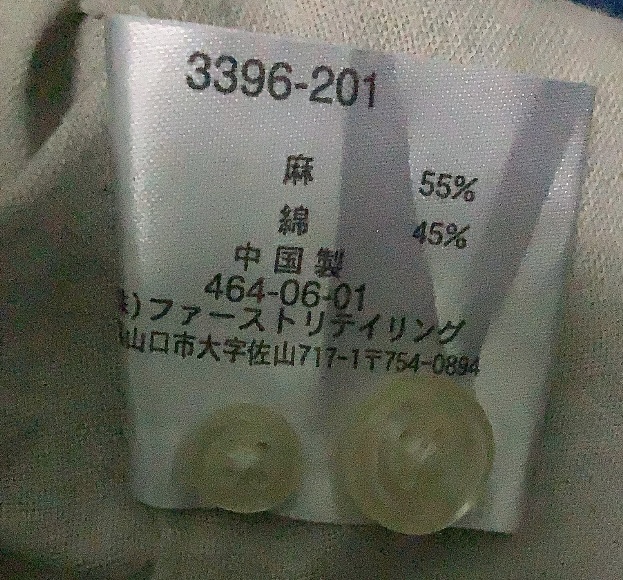 3396-201
麻 55%
綿 45%
中国製
464-06-01
)ファーストリテイリング
山口市大字佐山717-1〒754-0894